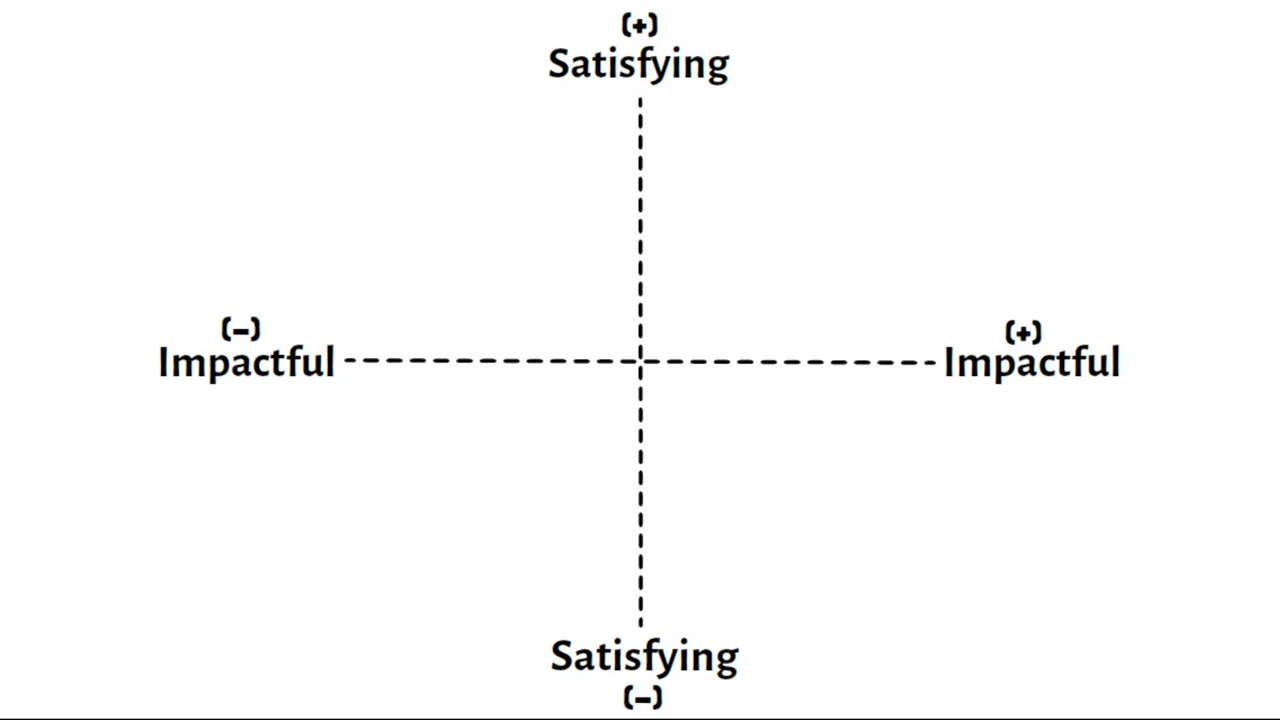 (+)
Satisfying
(-)
Impactful
(+)
Impactful
Satisfying
(-)